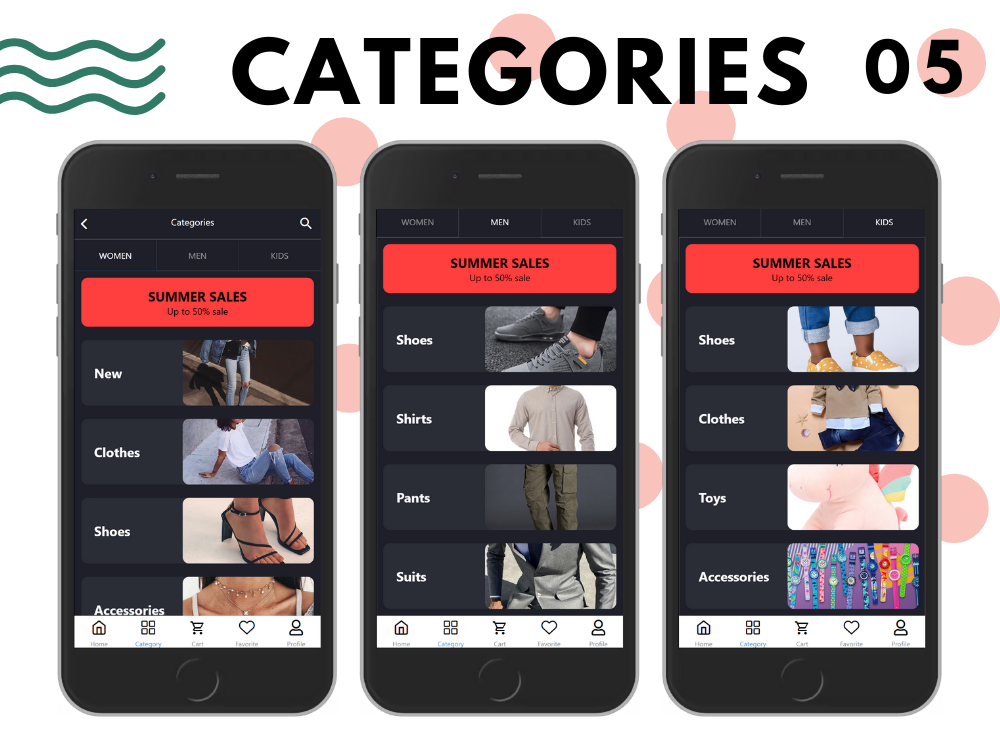 CATEGORIES 05
Categories
WOMEN MEN KIDS
SUMMER SALES
Up to 50% sale
New
Clothes
Shoes
Accessories
Home Category Cart Favorite Profile
WOMEN MEN KIDS
SUMMER SALES
Up to 50% sale
Shoes
Shirts
Pants
Suits
Home Category Cart Favorite Profile
WOMEN MEN KIDS
SUMMER SALES
Up to 50% sale
Shoes
Clothes
Toys
Accessories
Home Category Cart Favorite Profile